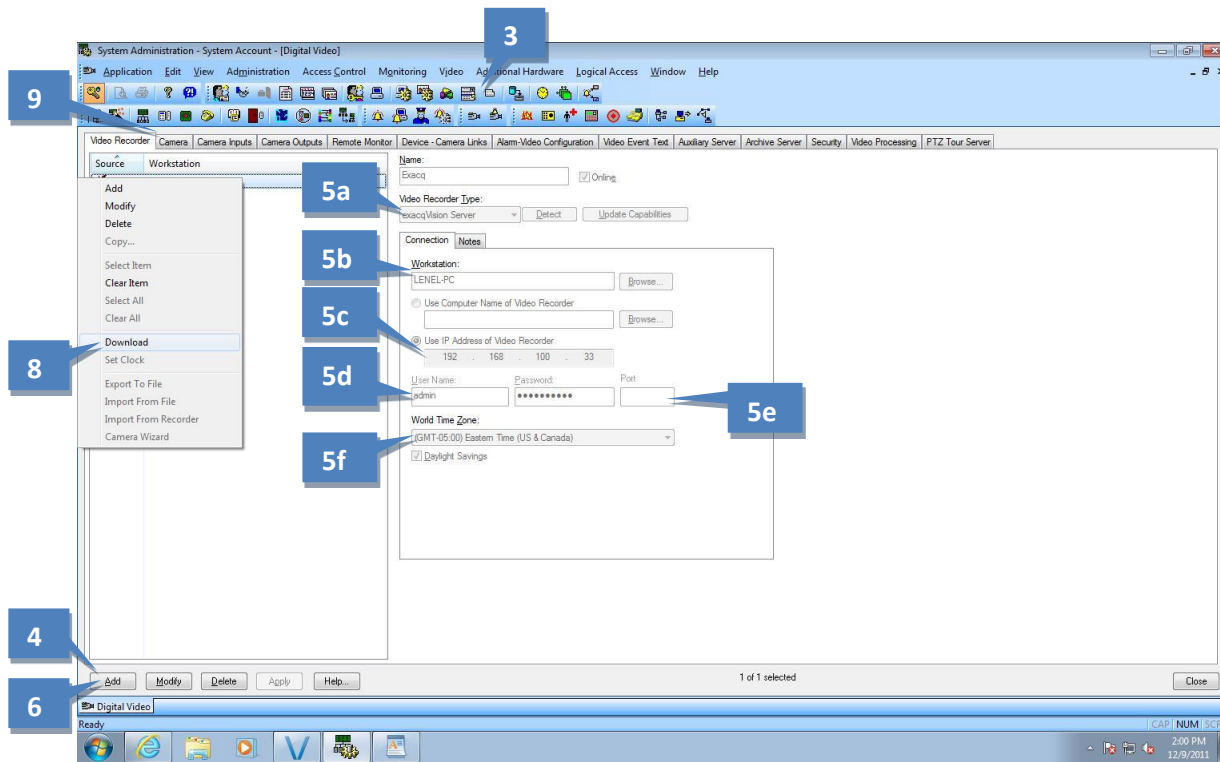 3
System Administration - System Account - [Digital Video]
Application Edit View Administration Access Control Monitoring Video Additional Hardware Logical Access Window Help
9
Video Recorder Camera Camera Inputs Camera Outputs Remote Monitor Device - Camera Links Alarm-Video Configuration Video Event Text Auxiliary Server Archive Server Security Video Processing PTZ Tour Server
Source Workstation
Add
Modify
Delete
Copy...
Select Item
Clear Item
Select All
Clear All
8
Download
Set Clock
Export To File
Import From File
Import From Recorder
Camera Wizard
Name:
Exacq Online
5a
Video Recorder Type:
exacqVision Server Detect Update Capabilities
Connection Notes
5b
Workstation:
LENEL-PC Browse...
Use Computer Name of Video Recorder
Browse...
5c
Use IP Address of Video Recorder
192 . 168 . 100 . 33
5d
User Name: Password: Port
admin ●●●●●●●●●●
5e
World Time Zone:
5f
(GMT-05:00) Eastern Time (US & Canada)
Daylight Savings
4
Add Modify Delete Apply Help... 1 of 1 selected Close
6
Digital Video
Ready CAP NUM SCR
2:00 PM
12/9/2011